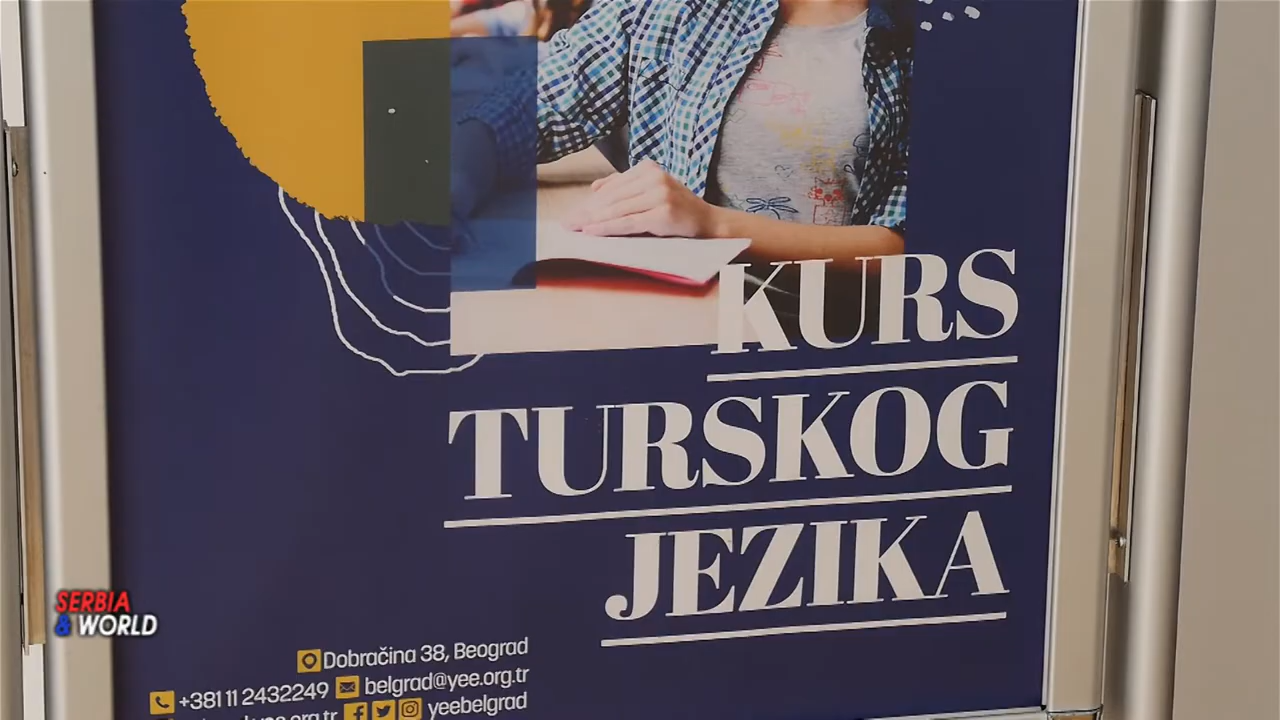 KURS
TURSKOG
JEZIKA
Dobračina 38, Beograd
+381 11 2432249 belgrad@yee.org.tr
yeebelgrad
SERBIA
& WORLD